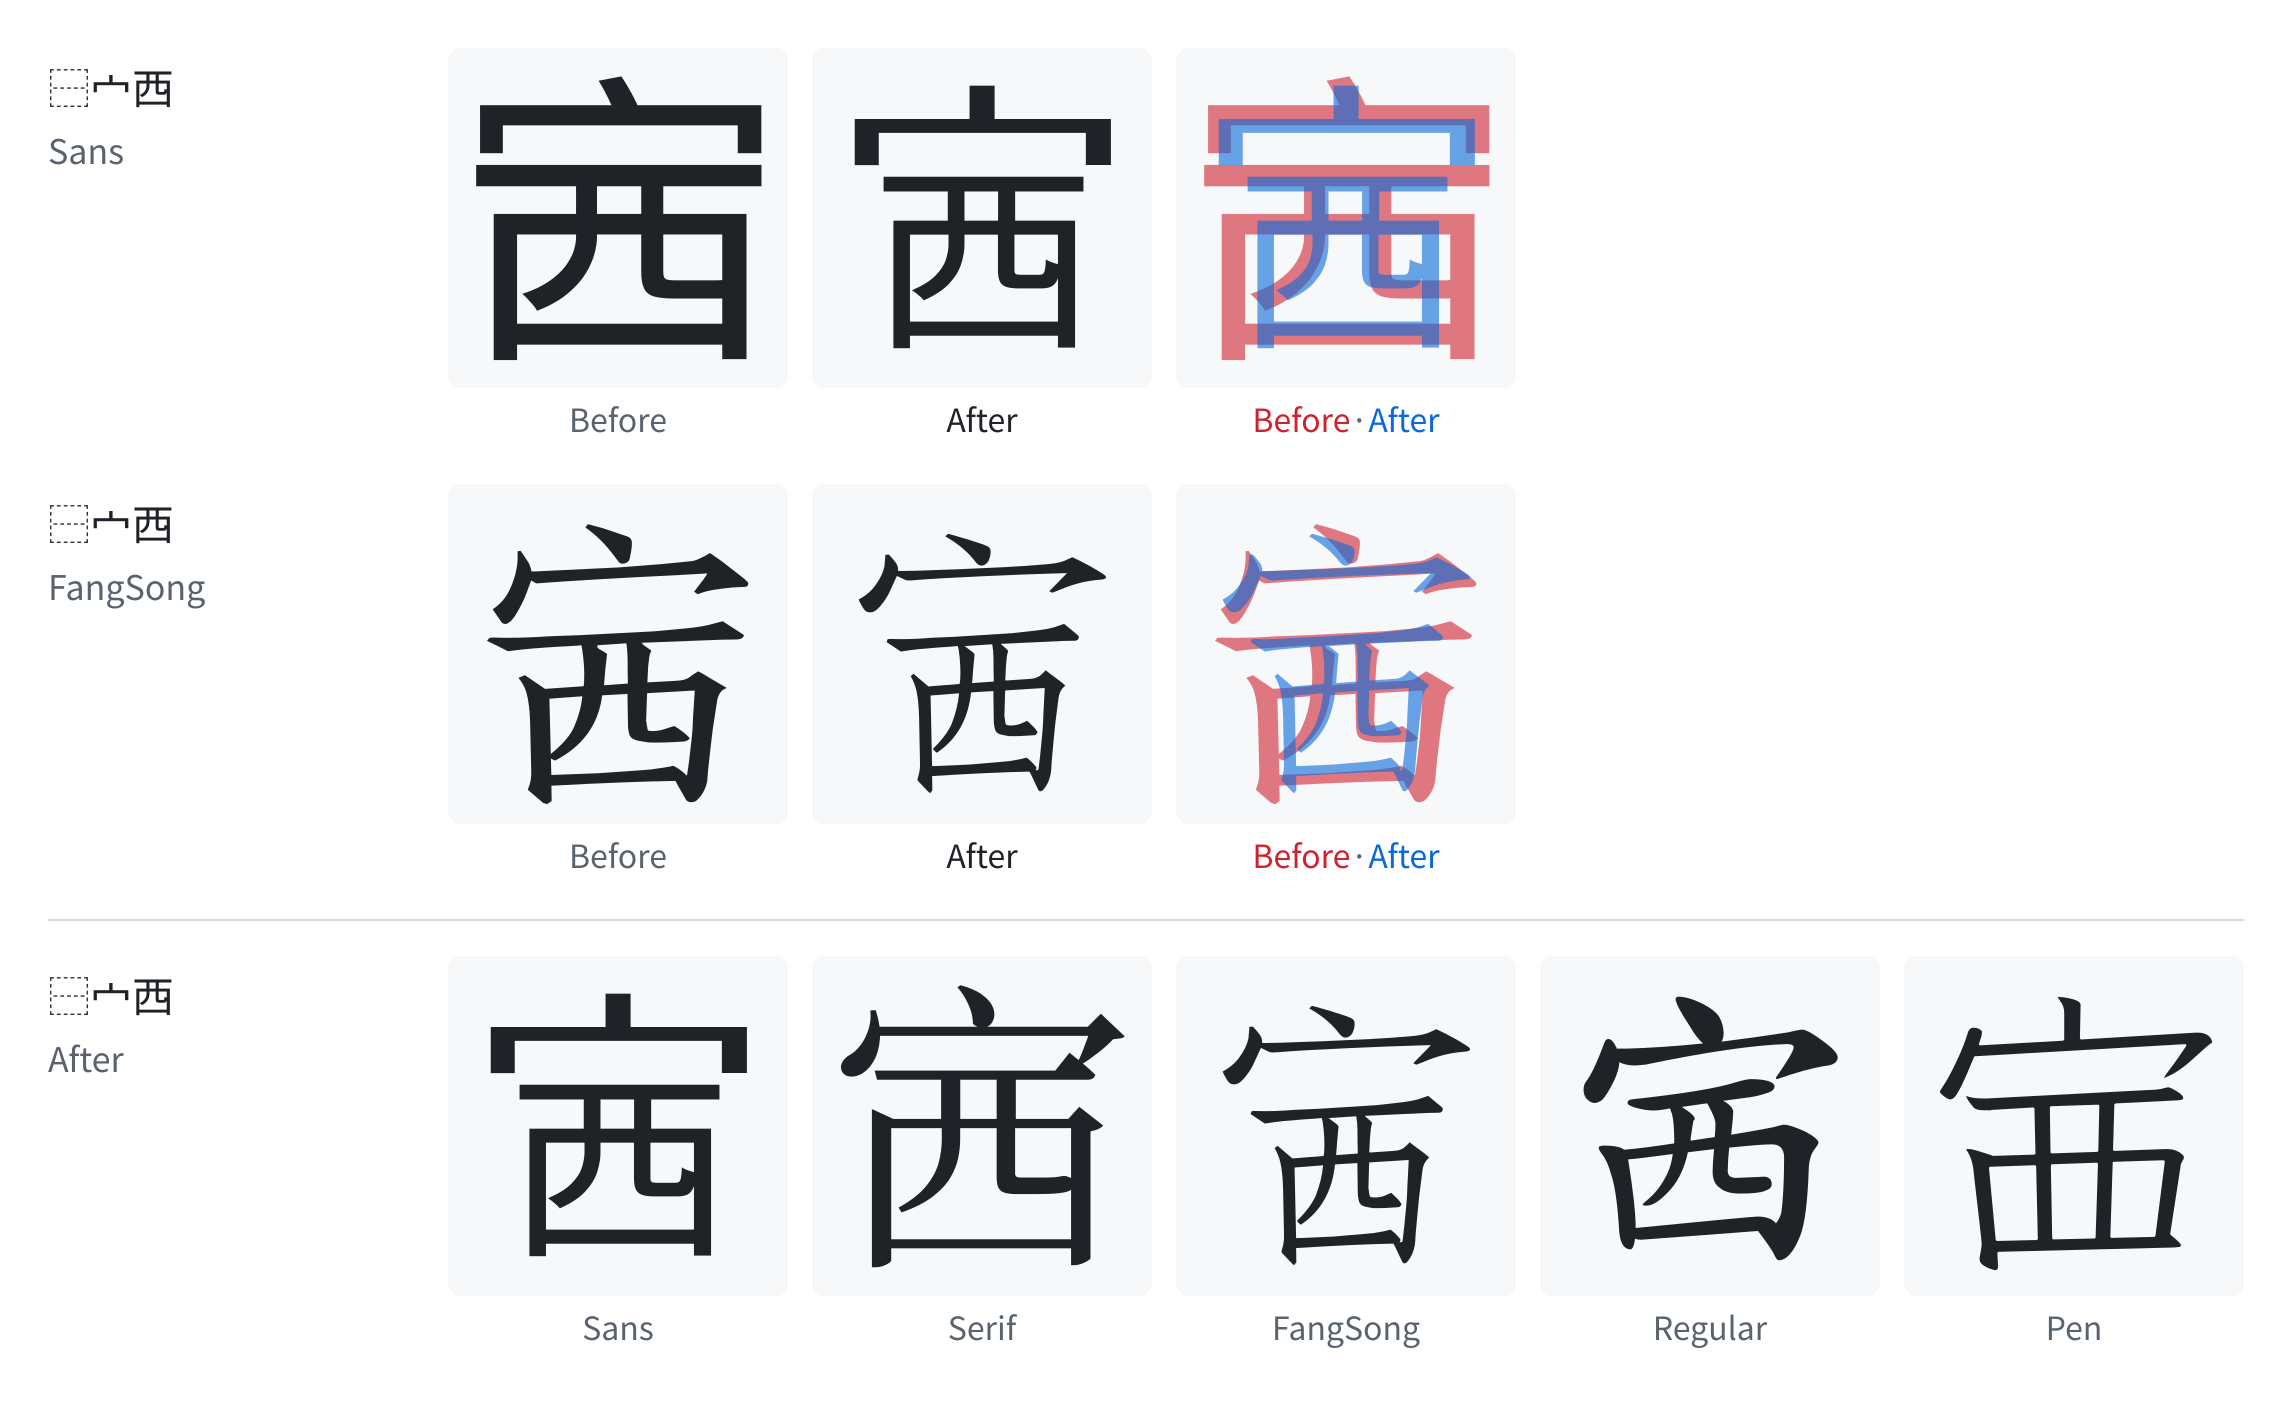 ⿱宀西
Sans
Before
After
Before · After
⿱宀西
FangSong
Before
After
Before · After
⿱宀西
After
Sans
Serif
FangSong
Regular
Pen